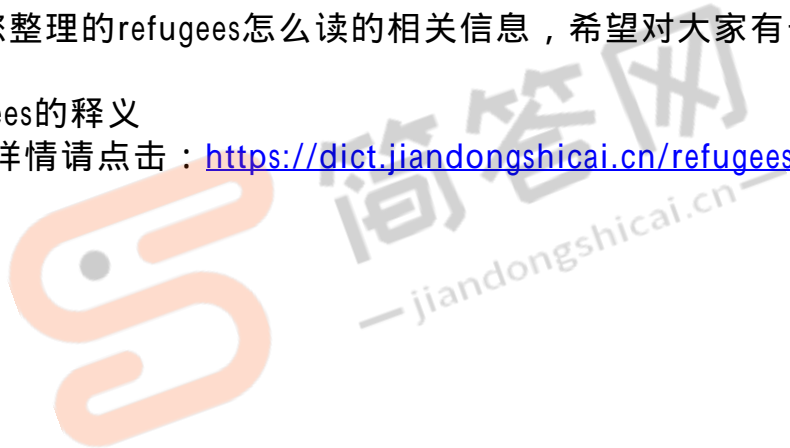 整理的refugees怎么读的相关信息，希望对大家有
ees的释义
详情请点击：https://dict.jiandongshicai.cn/refugees
简答网
jiandongshicai.cn